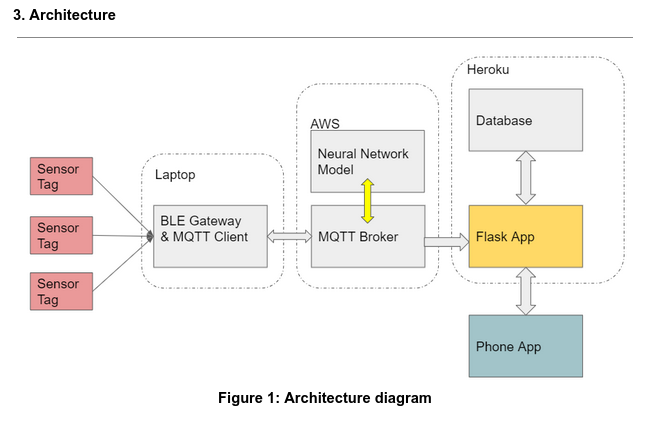 3. Architecture
Heroku
Database
AWS
Neural Network
Model
Sensor
Tag
Laptop
BLE Gateway
& MQTT Client
MQTT Broker
Flask App
Sensor
Tag
Sensor
Tag
Phone App
Figure 1: Architecture diagram